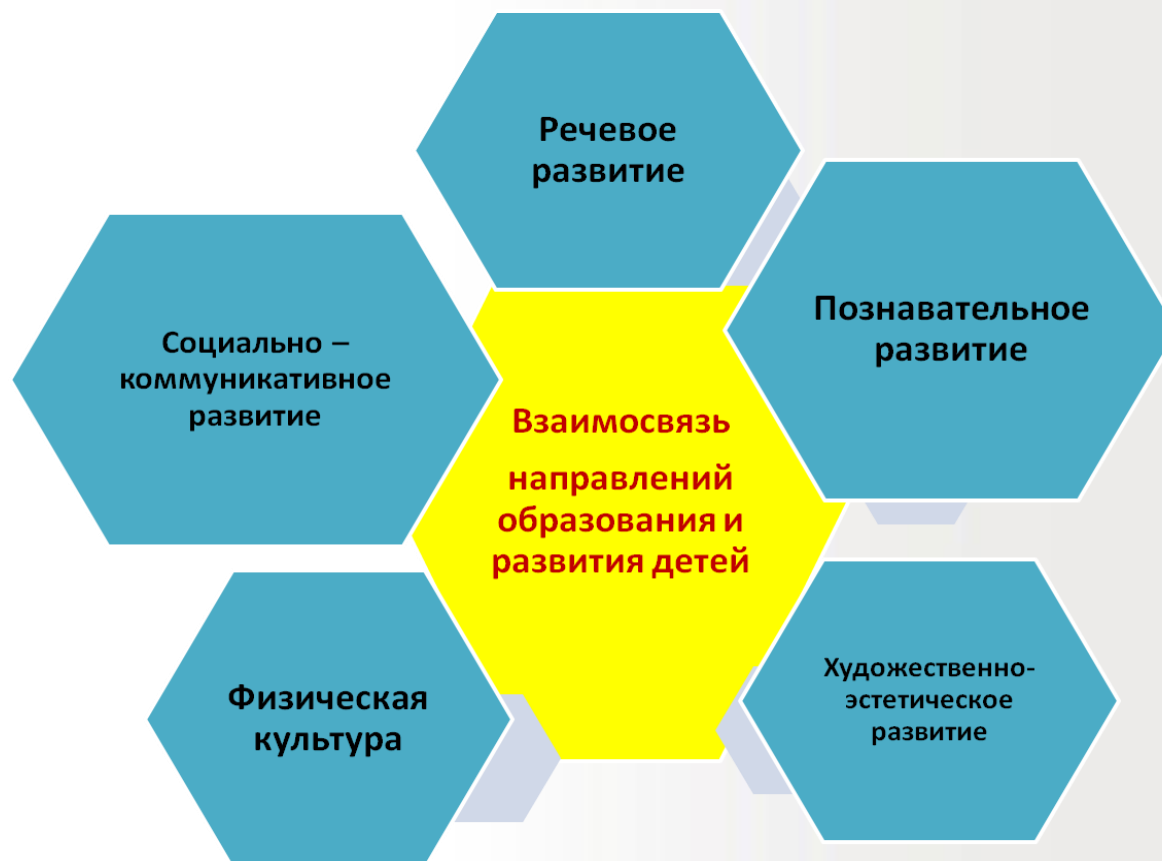 Речевое
развитие
Познавательное
развитие
Социально –
коммуникативное
развитие
Взаимосвязь
направлений
образования и
развития детей
Физическая
культура
Художественно-
эстетическое
развитие